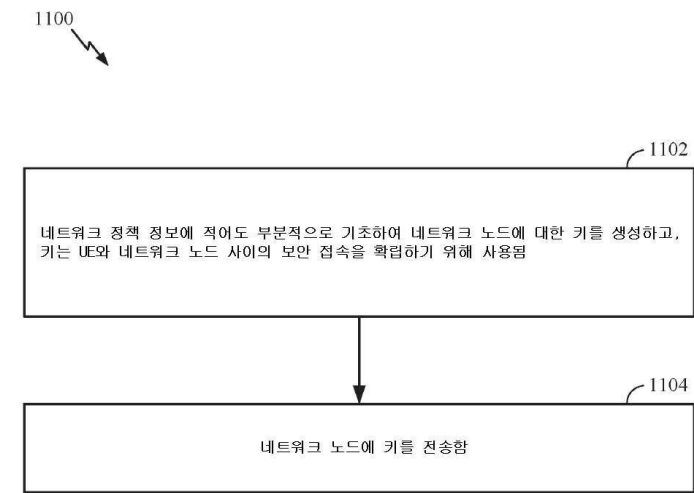 1100
1102
네트워크 정책 정보에 적어도 부분적으로 기초하여 네트워크 노드에 대한 키를 생성하고,
키는 UE와 네트워크 노드 사이의 보안 접속을 확립하기 위해 사용됨
1104
네트워크 노드에 키를 전송함